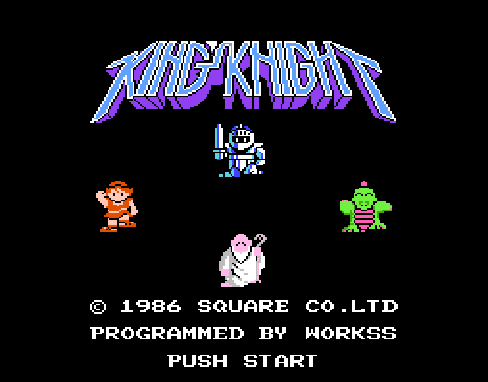 KING'S KNIGHT
© 1986 SQUARE CO.LTD
PROGRAMMED BY WORKSS
PUSH START